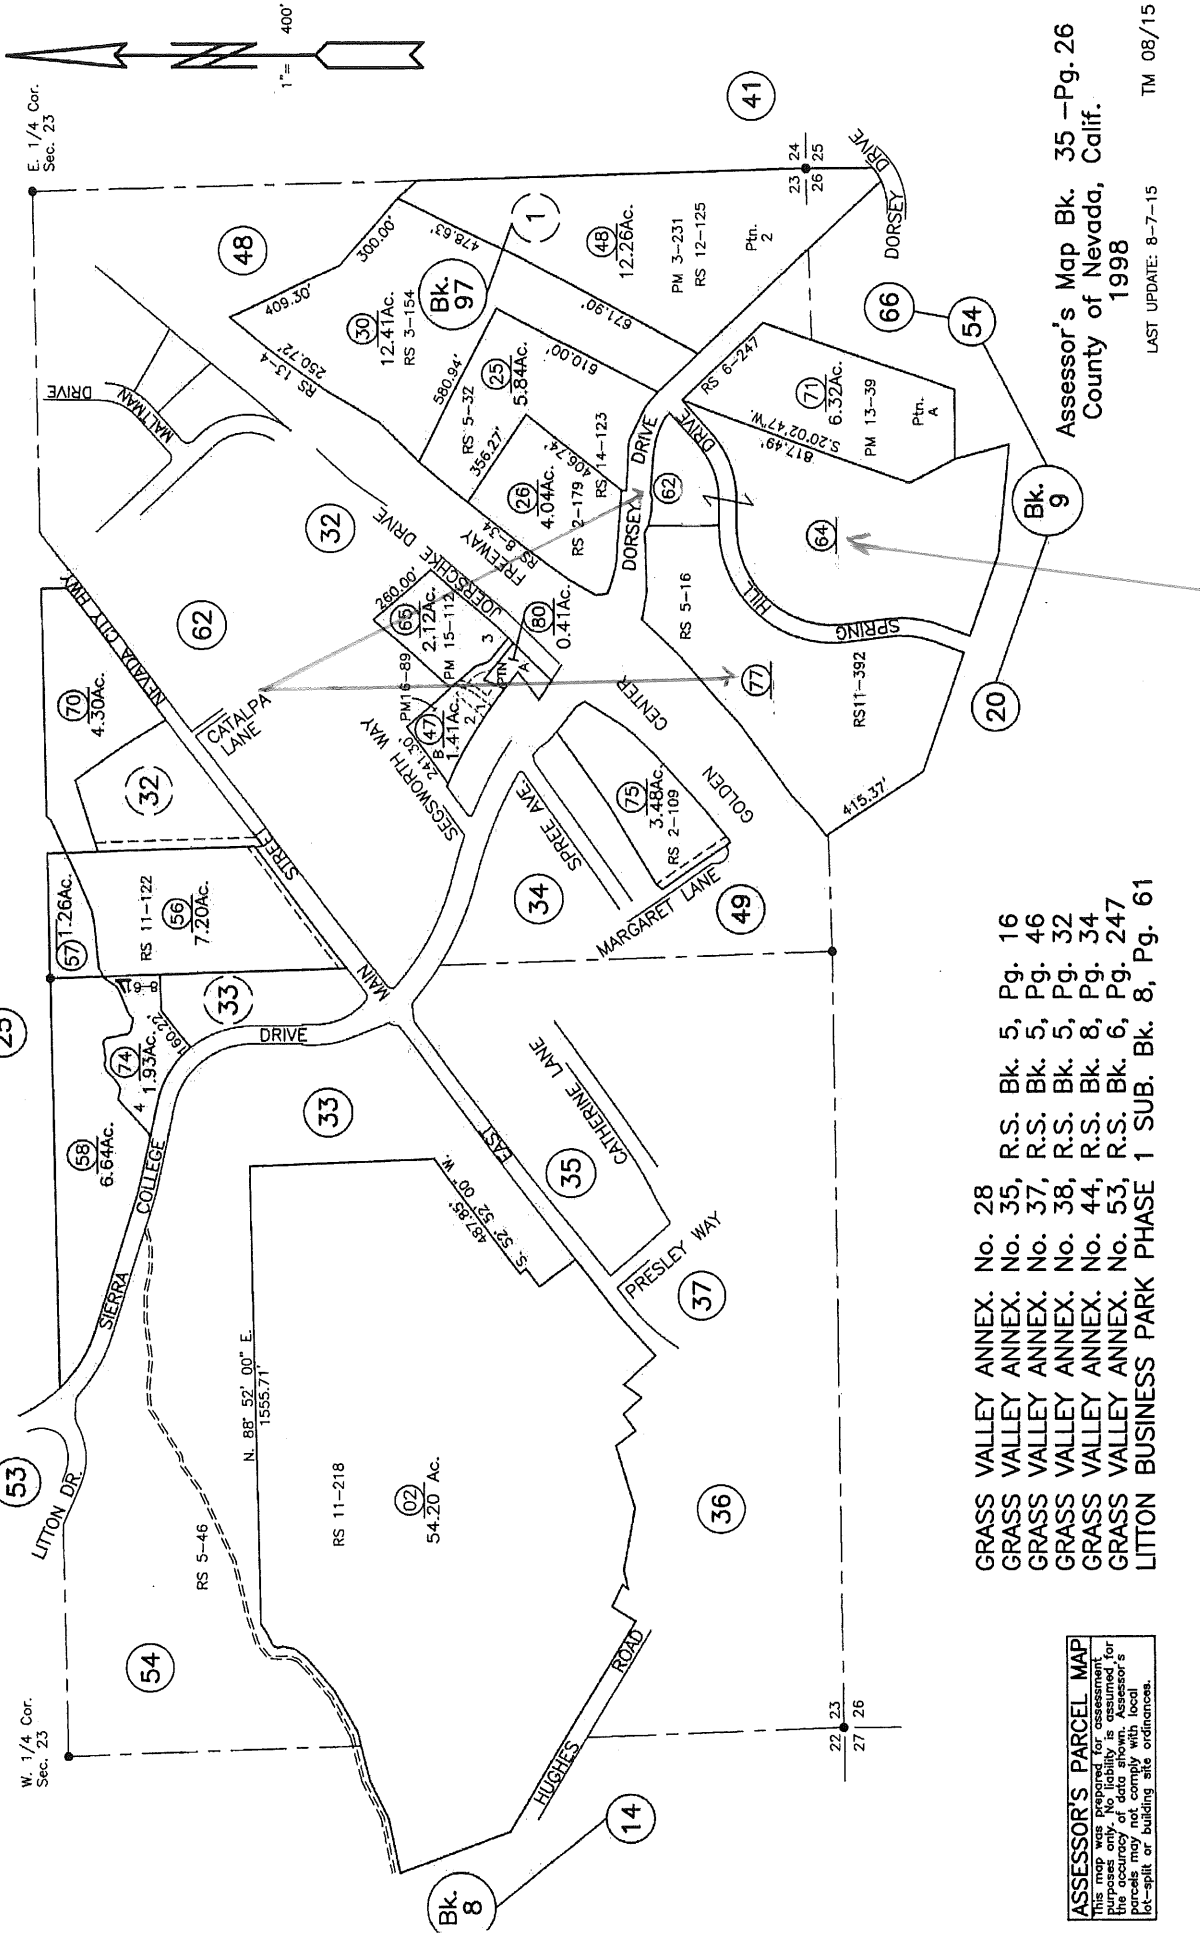 W. 1/4 Cor.
Sec. 23
E. 1/4 Cor.
Sec. 23
1"= 400'
53
25
LITTON DR.
54
RS 5-46
SIERRA COLLEGE DRIVE
58
6.64Ac.
74
1.93Ac.
4
160.22'
8-61
57 1.26Ac.
RS 11-122
56
7.20Ac.
33
32
70
4.30Ac.
NEVADA CITY HWY
62
CATALPA
LANE
MALTMAN DRIVE
48
32
409.30'
300.00'
RS 13-4
250.72'
30
12.41Ac.
RS 3-154
478.63'
Bk.
97
1
N. 88° 52' 00" E.
1555.71'
RS 11-218
02
54.20 Ac.
33
S. 52° 52' 00" W.
487.85'
EAST MAIN STREET
35
CATHERINE LANE
PRESLEY WAY
37
36
HUGHES ROAD
Bk.
8
14
34
SPREE AVE.
MARGARET LANE
49
75
3.48Ac.
RS 2-109
GOLDEN CENTER
SEGSWORTH WAY
241.30'
PM16-89
47
1.41Ac.
B
2
65
2.12Ac.
PM 15-112
3
260.00'
PTN
A
80
0.41Ac.
JOERSCHKE DRIVE
FREEWAY
RS 8-34
580.94'
RS 5-32
25
5.84Ac.
610.00'
356.27'
26
4.04Ac.
406.74'
RS 2-179
RS 14-123
671.90'
48
12.26Ac.
PM 3-231
RS 12-125
Ptn.
2
41
23 24
26 25
DORSEY DRIVE
DORSEY DRIVE
62
RS 6-247
S.20°02'47"W.
817.49'
71
6.32Ac.
PM 13-39
Ptn.
A
64
SPRING HILL DRIVE
RS 5-16
77
RS11-392
415.37'
20
Bk.
9
54
66
22 23
27 26
Assessor's Map Bk. 35 -Pg. 26
County of Nevada, Calif.
1998
LAST UPDATE: 8-7-15 TM 08/15
GRASS VALLEY ANNEX. No. 28
GRASS VALLEY ANNEX. No. 35, R.S. Bk. 5, Pg. 16
GRASS VALLEY ANNEX. No. 37, R.S. Bk. 5, Pg. 46
GRASS VALLEY ANNEX. No. 38, R.S. Bk. 5, Pg. 32
GRASS VALLEY ANNEX. No. 44, R.S. Bk. 8, Pg. 34
GRASS VALLEY ANNEX. No. 53, R.S. Bk. 6, Pg. 247
LITTON BUSINESS PARK PHASE 1 SUB. Bk. 8, Pg. 61
ASSESSOR'S PARCEL MAP
This map was prepared for assessment
purposes only. No liability is assumed for
the accuracy of data shown. Assessor's
parcels may not comply with local
lot-split or building site ordinances.